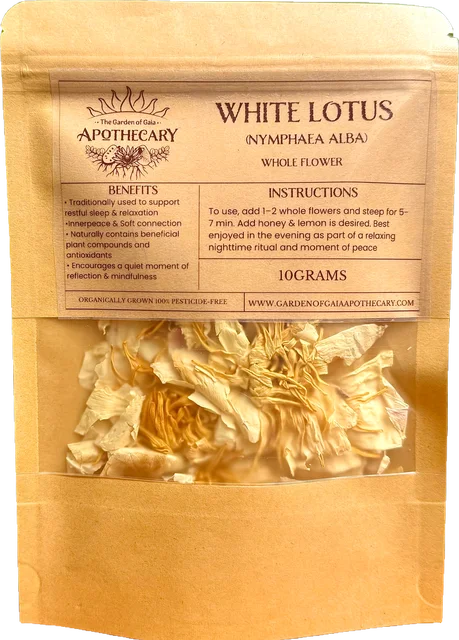 The Garden of Gaia
APOTHECARY
WHITE LOTUS
(NYMPHAEA ALBA)
WHOLE FLOWER
BENEFITS
• Traditionally used to support
restful sleep & relaxation
•Innerpeace & Soft connection
• Naturally contains beneficial
plant compounds and
antioxidants
• Encourages a quiet moment of
reflection & mindfulness
INSTRUCTIONS
To use, add 1–2 whole flowers and steep for 5-
7 min. Add honey & lemon is desired. Best
enjoyed in the evening as part of a relaxing
nighttime ritual and moment of peace
10GRAMS
ORGANICALLY GROWN 100% PESTICIDE-FREE
WWW.GARDENOFGAIAAPOTHECARY.COM